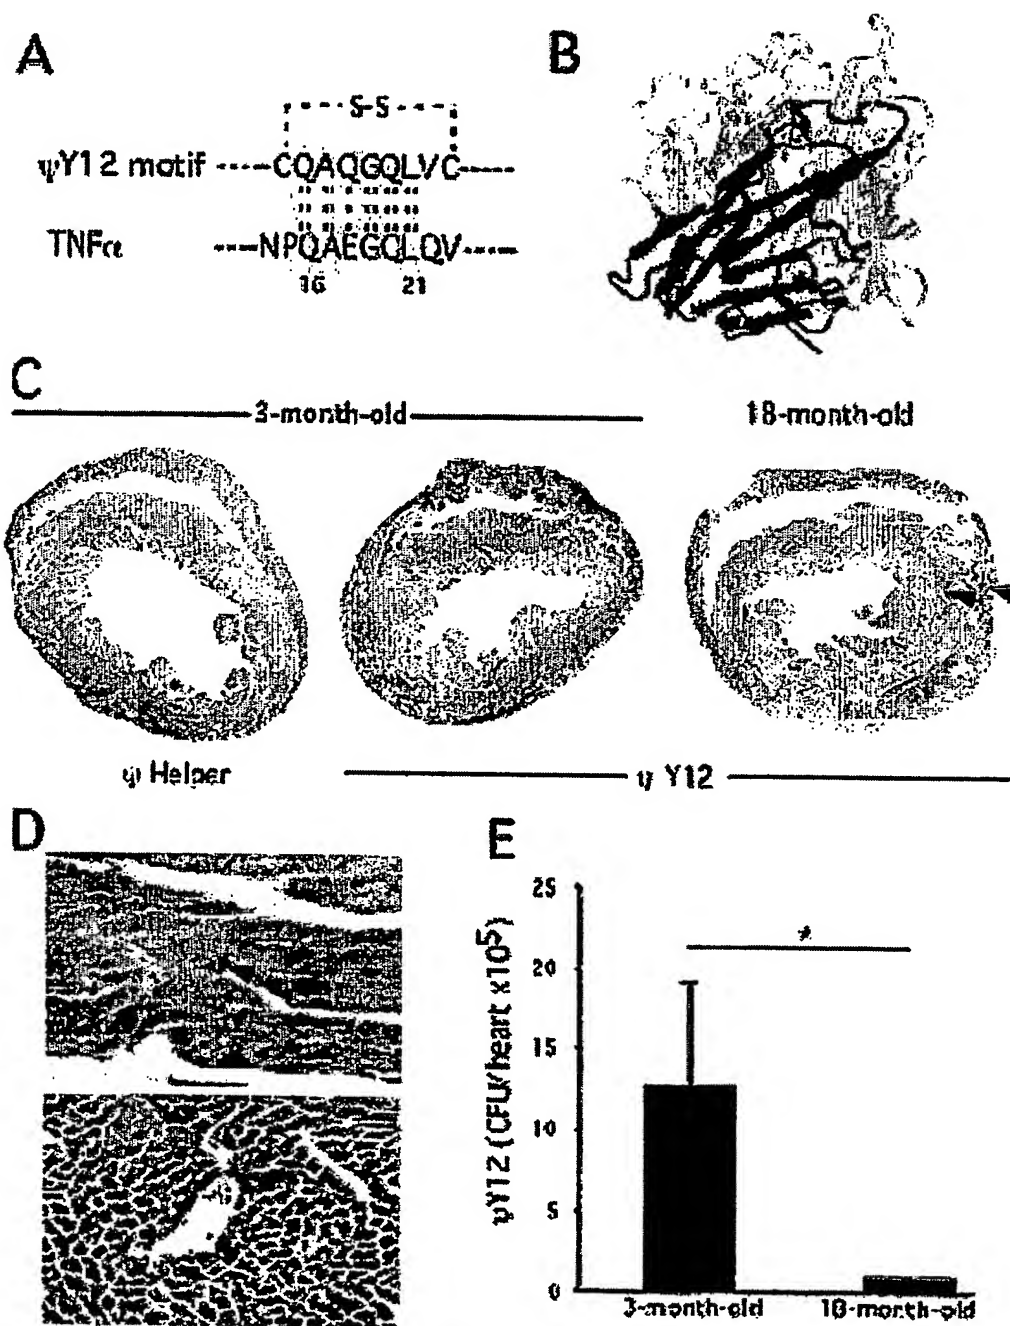 A
B
S-S
ψY12 motif CQAQGQLVC
TNFα NPQAEGQLQV
16 21
C
3-month-old 18-month-old
ψ Helper ψ Y12
D
E
ψY12 (CFU/heart x10⁵)
25
20
15
10
5
0
*
3-month-old 18-month-old